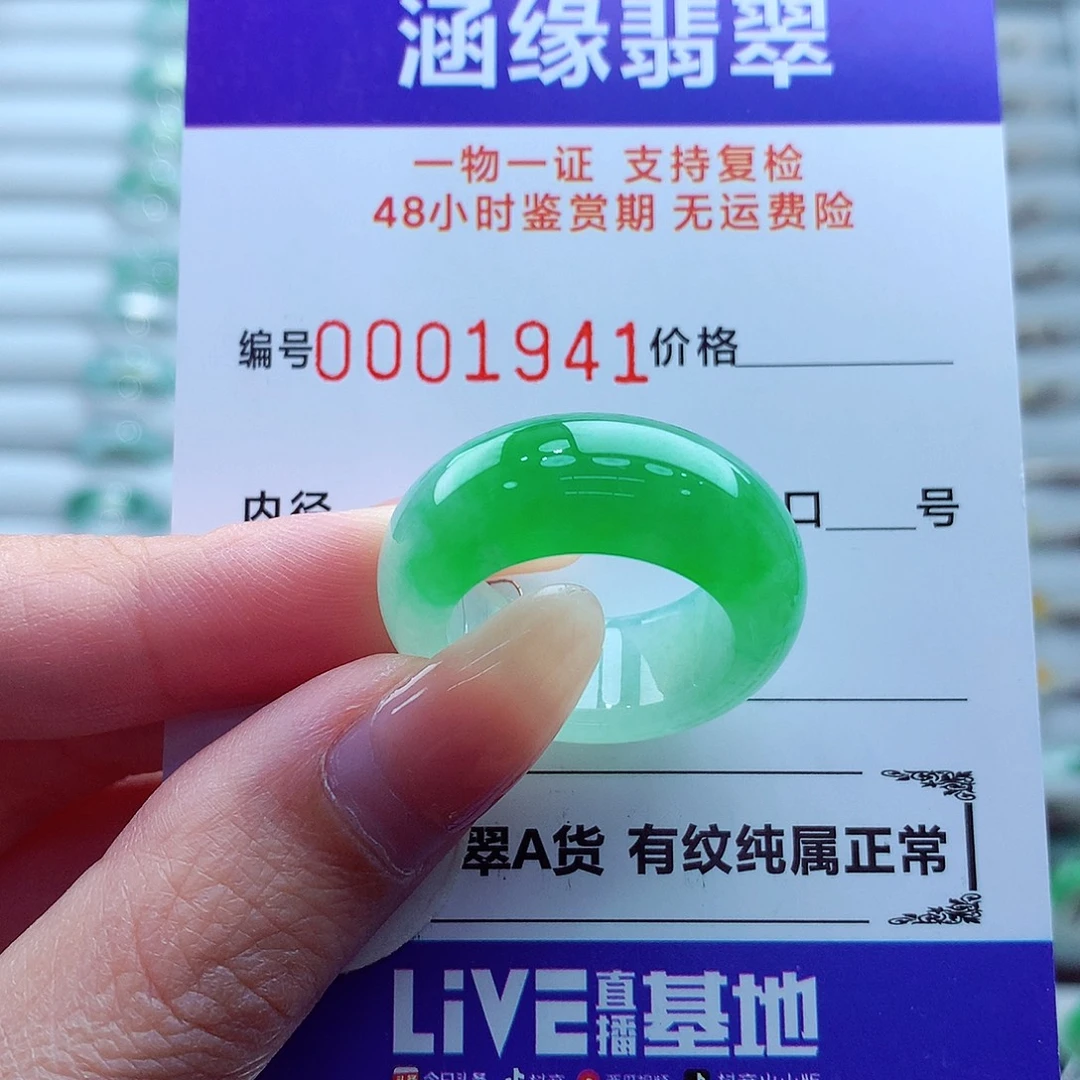 涵缘翡翠
一物一证 支持复检
48小时鉴赏期 无运费险
编号0001941价格
内径
口 号
翠A货 有纹纯属正常
LiVE直播基地